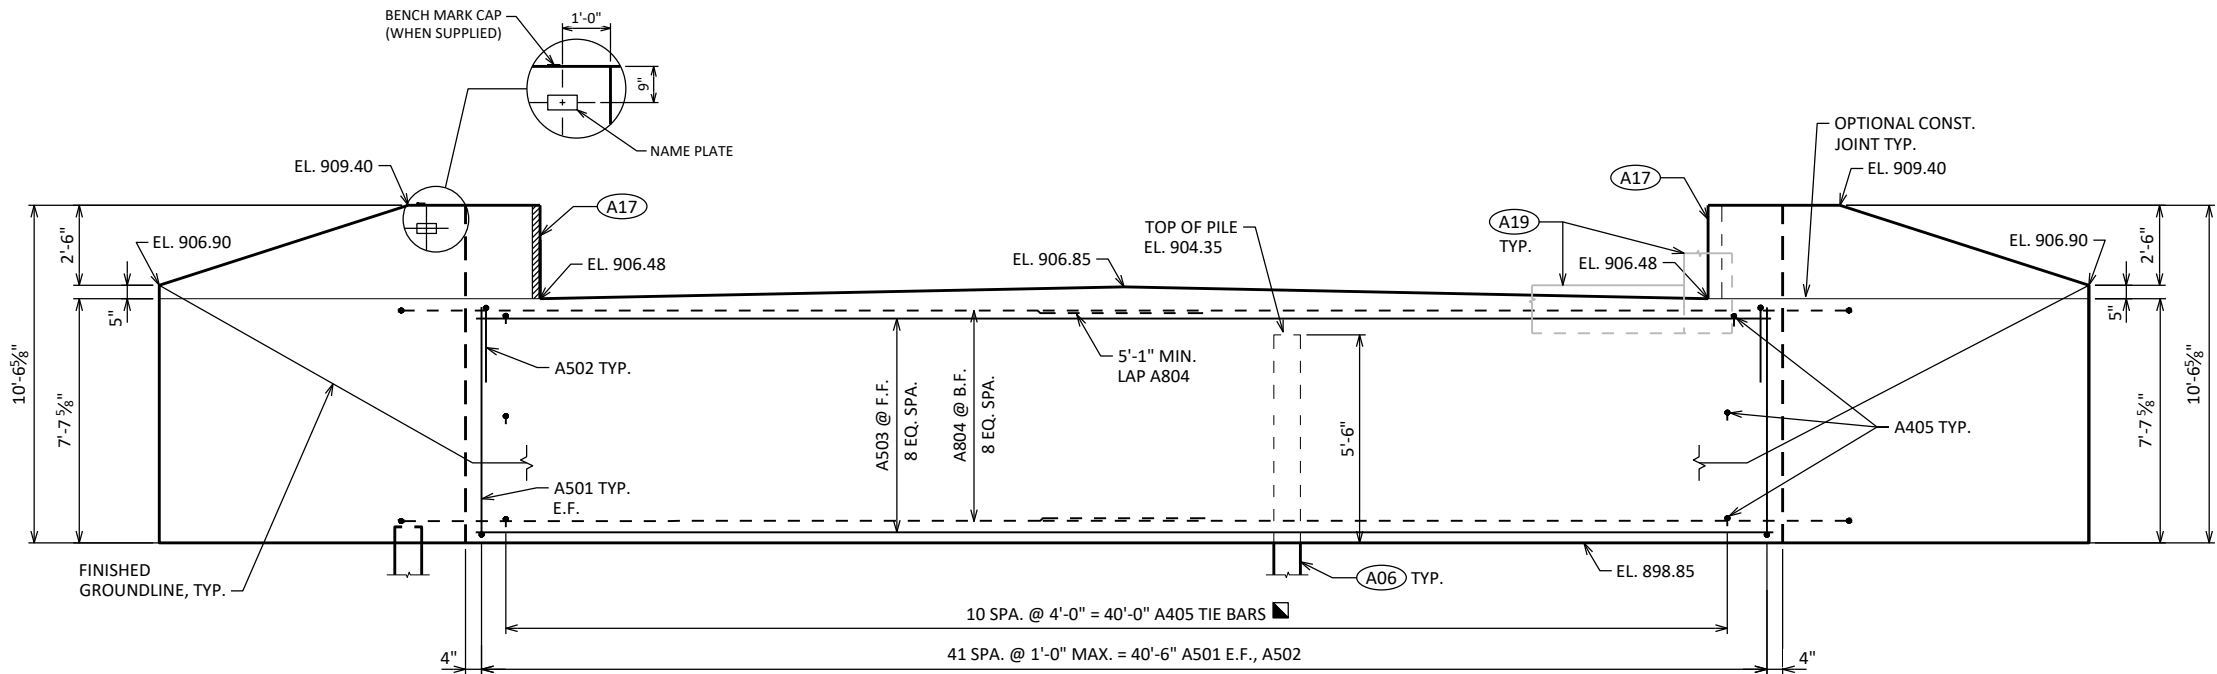 BENCH MARK CAP
(WHEN SUPPLIED)
1'-0"
9"
NAME PLATE
EL. 909.40
A17
EL. 906.90
EL. 906.48
2'-6"
5"
10'-6⅝"
7'-7 ⅝"
EL. 906.85
TOP OF PILE
EL. 904.35
A19
TYP.
A17
EL. 906.48
OPTIONAL CONST.
JOINT TYP.
EL. 909.40
EL. 906.90
2'-6"
5"
10'-6⅝"
7'-7 ⅝"
A502 TYP.
A501 TYP.
E.F.
A503 @ F.F.
8 EQ. SPA.
A804 @ B.F.
8 EQ. SPA.
5'-1" MIN.
LAP A804
5'-6"
A405 TYP.
FINISHED
GROUNDLINE, TYP.
A06 TYP.
EL. 898.85
10 SPA. @ 4'-0" = 40'-0" A405 TIE BARS
4"
41 SPA. @ 1'-0" MAX. = 40'-6" A501 E.F., A502
4"